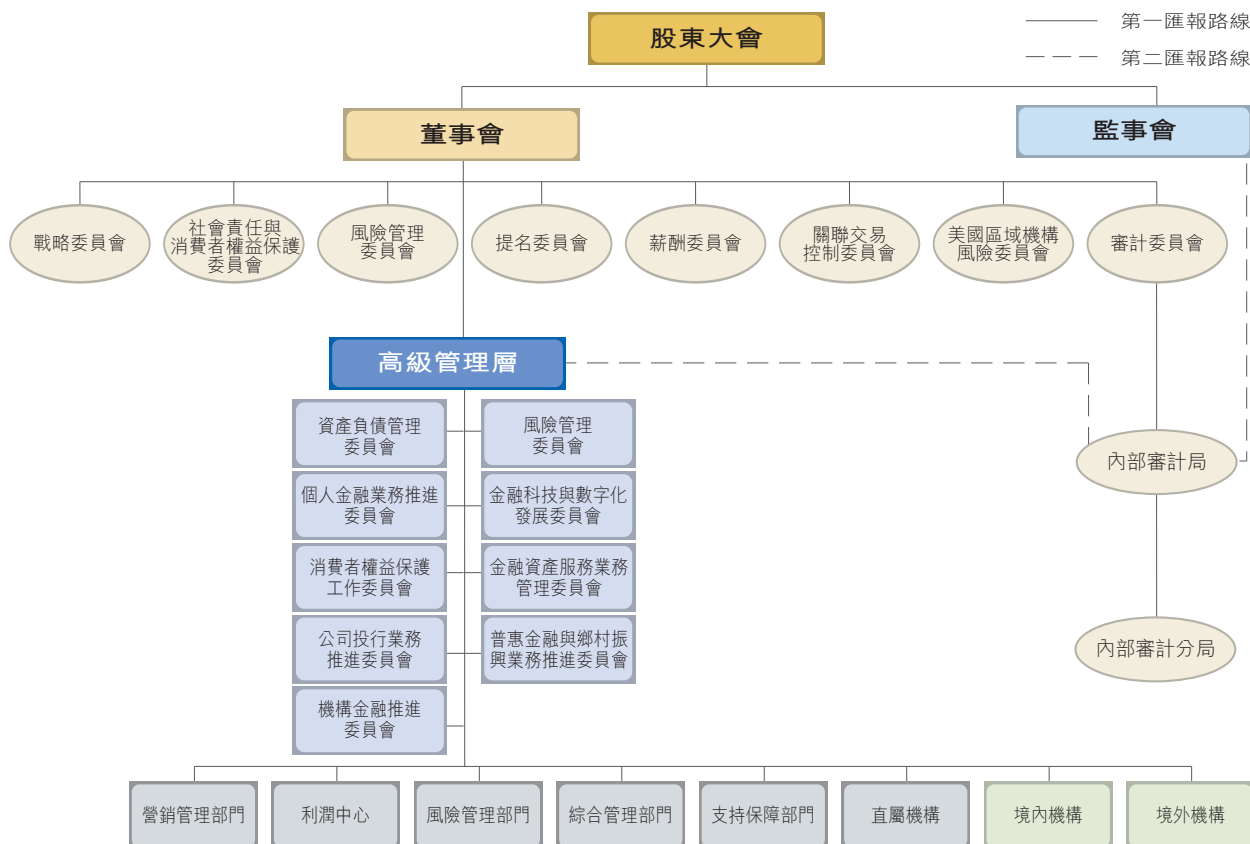 股東大會
第一匯報路線
第二匯報路線
董事會
監事會
戰略委員會
社會責任與
消費者權益保護
委員會
風險管理
委員會
提名委員會
薪酬委員會
關聯交易
控制委員會
美國區域機構
風險委員會
審計委員會
高級管理層
資產負債管理
委員會
風險管理
委員會
個人金融業務推進
委員會
金融科技與數字化
發展委員會
消費者權益保護
工作委員會
金融資產服務業務
管理委員會
公司投行業務
推進委員會
普惠金融與鄉村振
興業務推進委員會
機構金融推進
委員會
內部審計局
內部審計分局
營銷管理部門
利潤中心
風險管理部門
綜合管理部門
支持保障部門
直屬機構
境內機構
境外機構